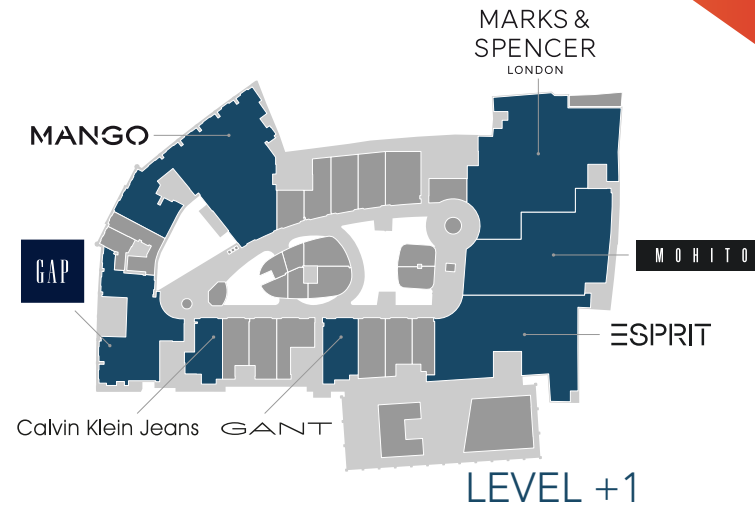 MARKS &
SPENCER
LONDON
MANGO
GAP
MOHITO
ESPRIT
Calvin Klein Jeans
GANT
LEVEL +1